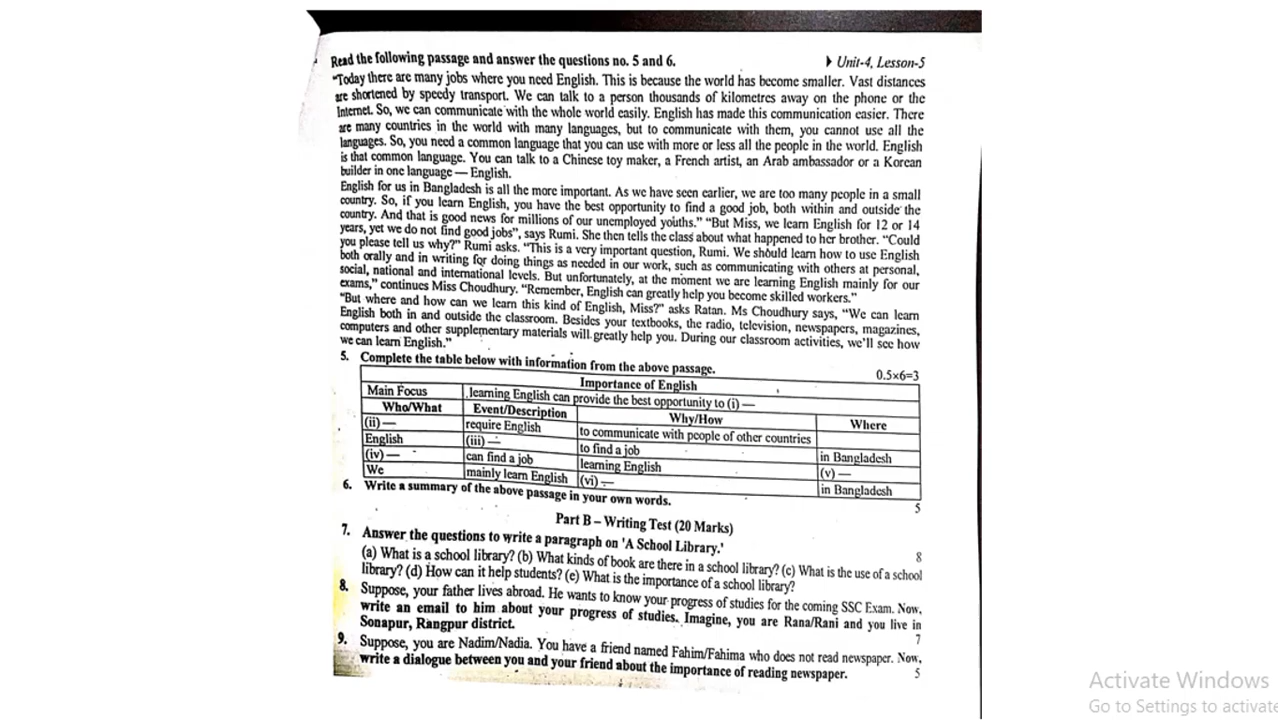 Read the following passage and answer the questions no. 5 and 6. Unit-4, Lesson-5
"Today there are many jobs where you need English. This is because the world has become smaller. Vast distances
are shortened by speedy transport. We can talk to a person thousands of kilometres away on the phone or the
Internet. So, we can communicate with the whole world easily. English has made this communication easier. There
are many countries in the world with many languages, but to communicate with them, you cannot use all the
languages. So, you need a common language that you can use with more or less all the people in the world. English
is that common language. You can talk to a Chinese toy maker, a French artist, an Arab ambassador or a Korean
builder in one language — English.
English for us in Bangladesh is all the more important. As we have seen earlier, we are too many people in a small
country. So, if you learn English, you have the best opportunity to find a good job, both within and outside the
country. And that is good news for millions of our unemployed youths." "But Miss, we learn English for 12 or 14
years, yet we do not find good jobs", says Rumi. She then tells the class about what happened to her brother. "Could
you please tell us why?" Rumi asks. "This is a very important question, Rumi. We should learn how to use English
both orally and in writing for doing things as needed in our work, such as communicating with others at personal,
social, national and international levels. But unfortunately, at the moment we are learning English mainly for our
exams," continues Miss Choudhury. "Remember, English can greatly help you become skilled workers."
"But where and how can we learn this kind of English, Miss?" asks Ratan. Ms Choudhury says, "We can learn
English both in and outside the classroom. Besides your textbooks, the radio, television, newspapers, magazines,
computers and other supplementary materials will greatly help you. During our classroom activities, we'll see how
we can learn English."
5. Complete the table below with information from the above passage. 0.5×6=3
Importance of English
Main Focus learning English can provide the best opportunity to (i) —
Who/What Event/Description Why/How Where
(ii) — require English to communicate with people of other countries
English (iii) — to find a job in Bangladesh
(iv) — can find a job learning English (v) —
We mainly learn English (vi) — in Bangladesh
6. Write a summary of the above passage in your own words. 5
Part B – Writing Test (20 Marks)
7. Answer the questions to write a paragraph on 'A School Library.' 8
(a) What is a school library? (b) What kinds of book are there in a school library? (c) What is the use of a school
library? (d) How can it help students? (e) What is the importance of a school library?
8. Suppose, your father lives abroad. He wants to know your progress of studies for the coming SSC Exam. Now,
write an email to him about your progress of studies. Imagine, you are Rana/Rani and you live in
Sonapur, Rangpur district. 7
9. Suppose, you are Nadim/Nadia. You have a friend named Fahim/Fahima who does not read newspaper. Now,
write a dialogue between you and your friend about the importance of reading newspaper. 5
Activate Windows
Go to Settings to activate